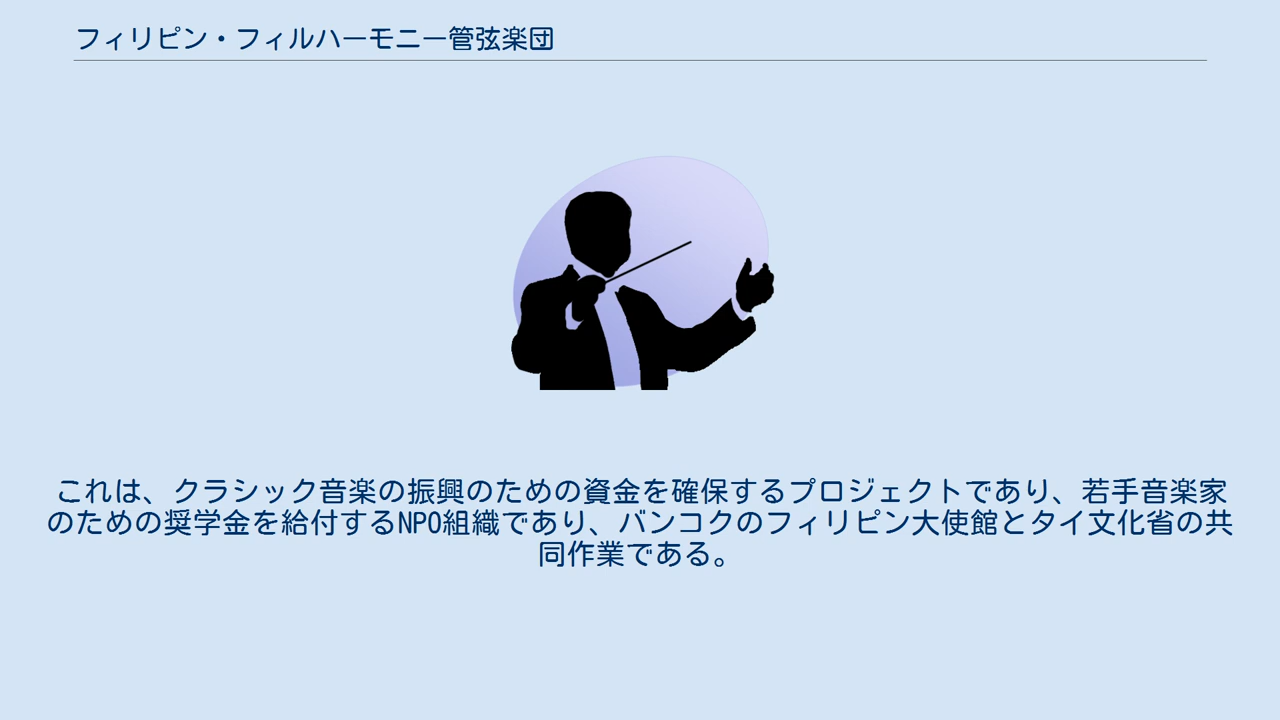 フィリピン・フィルハーモニー管弦楽団
これは、クラシック音楽の振興のための資金を確保するプロジェクトであり、若手音楽家
のための奨学金を給付するNPO組織であり、バンコクのフィリピン大使館とタイ文化省の共
同作業である。